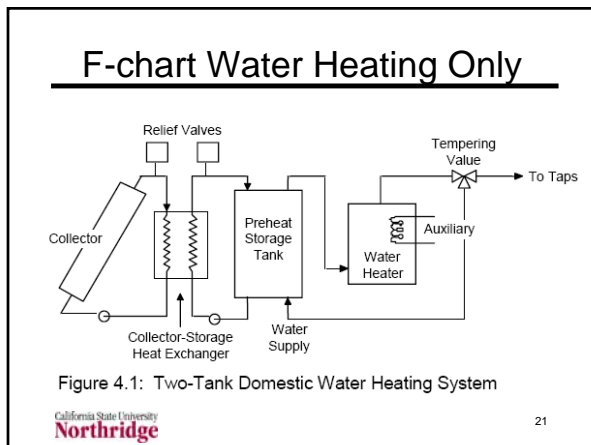 F-chart Water Heating Only
Relief Valves
Tempering
Value
To Taps
Collector
Preheat
Storage
Tank
Auxiliary
Water
Heater
Collector-Storage
Heat Exchanger
Water
Supply
Figure 4.1: Two-Tank Domestic Water Heating System
California State University
Northridge
21